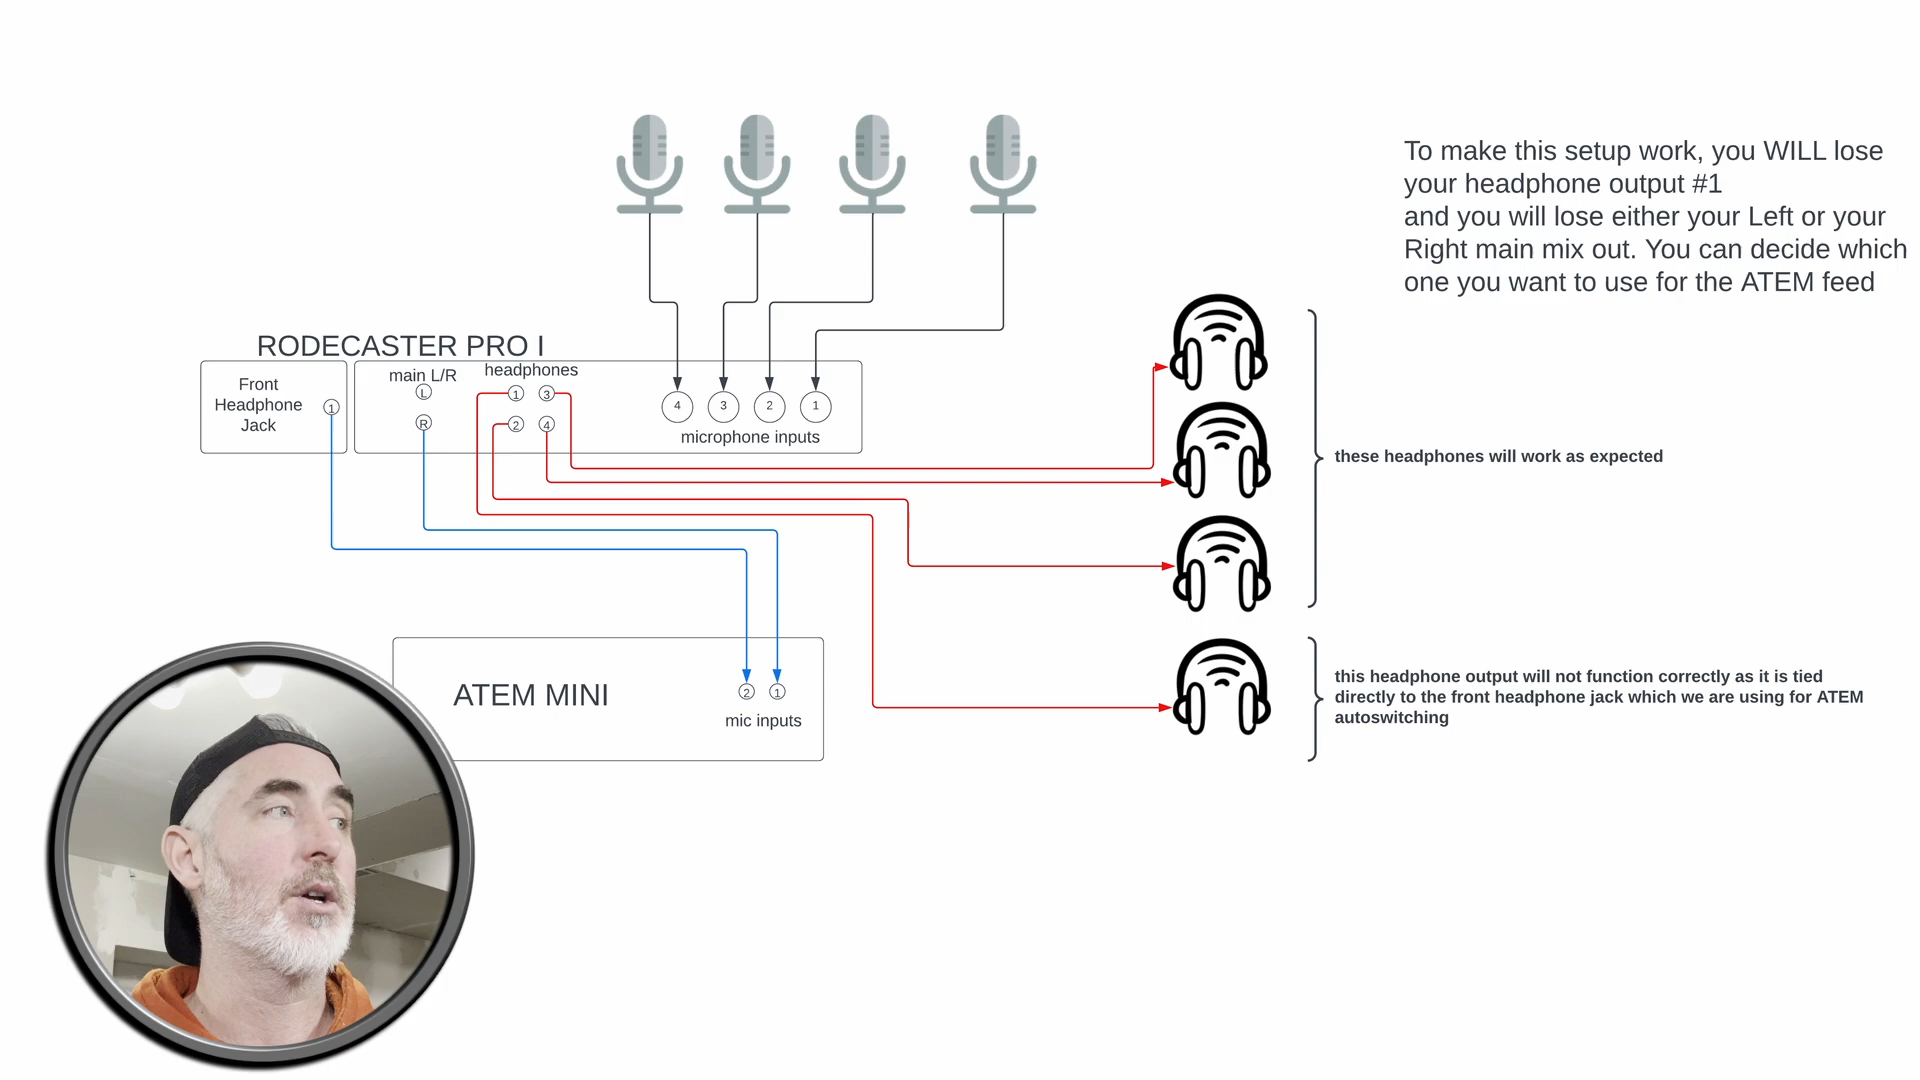 To make this setup work, you WILL lose
your headphone output #1
and you will lose either your Left or your
Right main mix out. You can decide which
one you want to use for the ATEM feed
RODECASTER PRO I
Front
Headphone
Jack
1
main L/R
L
R
headphones
1
3
2
4
4
3
2
1
microphone inputs
these headphones will work as expected
ATEM MINI
2
1
mic inputs
this headphone output will not function correctly as it is tied
directly to the front headphone jack which we are using for ATEM
autoswitching